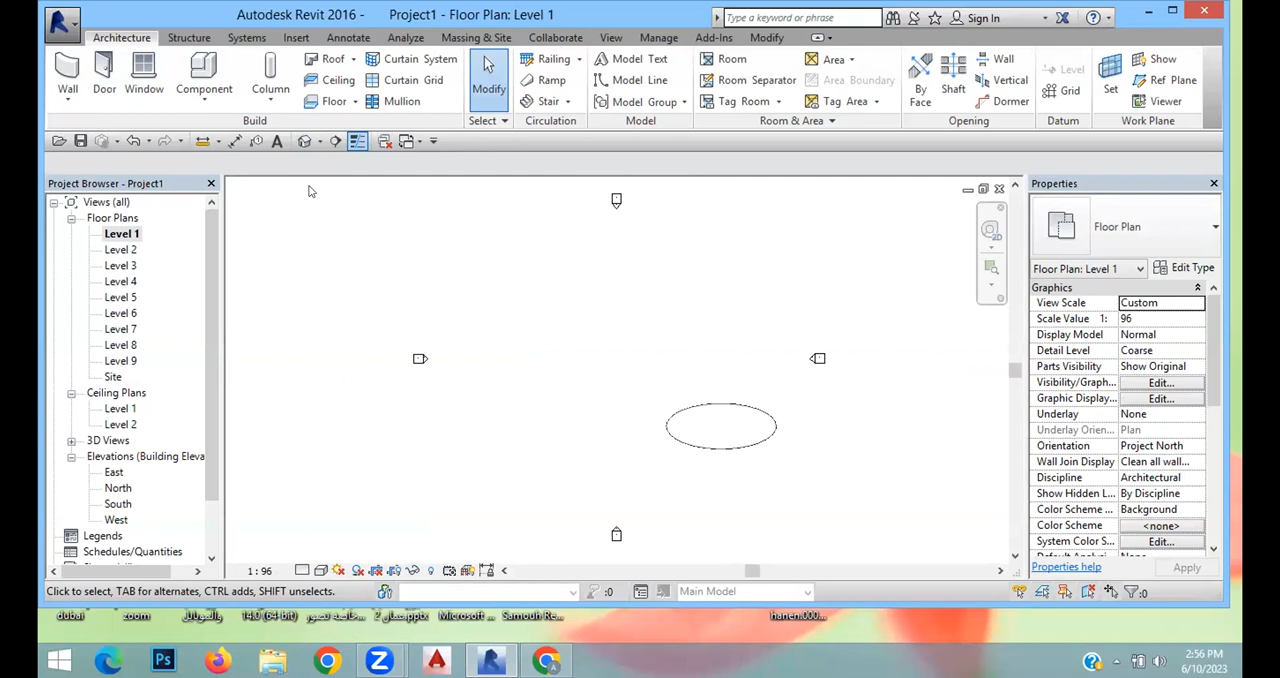 Autodesk Revit 2016 - Project1 - Floor Plan: Level 1
Type a keyword or phrase
Sign In
Architecture Structure Systems Insert Annotate Analyze Massing & Site Collaborate View Manage Add-Ins Modify
Wall Door Window Component Column
Roof Curtain System
Ceiling Curtain Grid
Floor Mullion
Modify
Railing
Ramp
Stair
Model Text
Model Line
Model Group
Room
Room Separator
Tag Room
Area
Area Boundary
Tag Area
By Face
Shaft
Wall
Vertical
Dormer
Level
Grid
Set
Show
Ref Plane
Viewer
Build Select Circulation Model Room & Area Opening Datum Work Plane
Project Browser - Project1
Views (all)
Floor Plans
Level 1
Level 2
Level 3
Level 4
Level 5
Level 6
Level 7
Level 8
Level 9
Site
Ceiling Plans
Level 1
Level 2
3D Views
Elevations (Building Eleva
East
North
South
West
Legends
Schedules/Quantities
2D
Properties
Floor Plan
Floor Plan: Level 1 Edit Type
Graphics
View Scale Custom
Scale Value 1: 96
Display Model Normal
Detail Level Coarse
Parts Visibility Show Original
Visibility/Graph... Edit...
Graphic Display... Edit...
Underlay None
Underlay Orien... Plan
Orientation Project North
Wall Join Display Clean all wall...
Discipline Architectural
Show Hidden L... By Discipline
Color Scheme ... Background
Color Scheme <none>
System Color S... Edit...
Properties help Apply
1 : 96
Click to select, TAB for alternates, CTRL adds, SHIFT unselects.
:0 Main Model :0
dubai zoom 14.0 (64-bit) Microsoft ... Samouh Re... hanen.000...
2:56 PM
6/10/2023